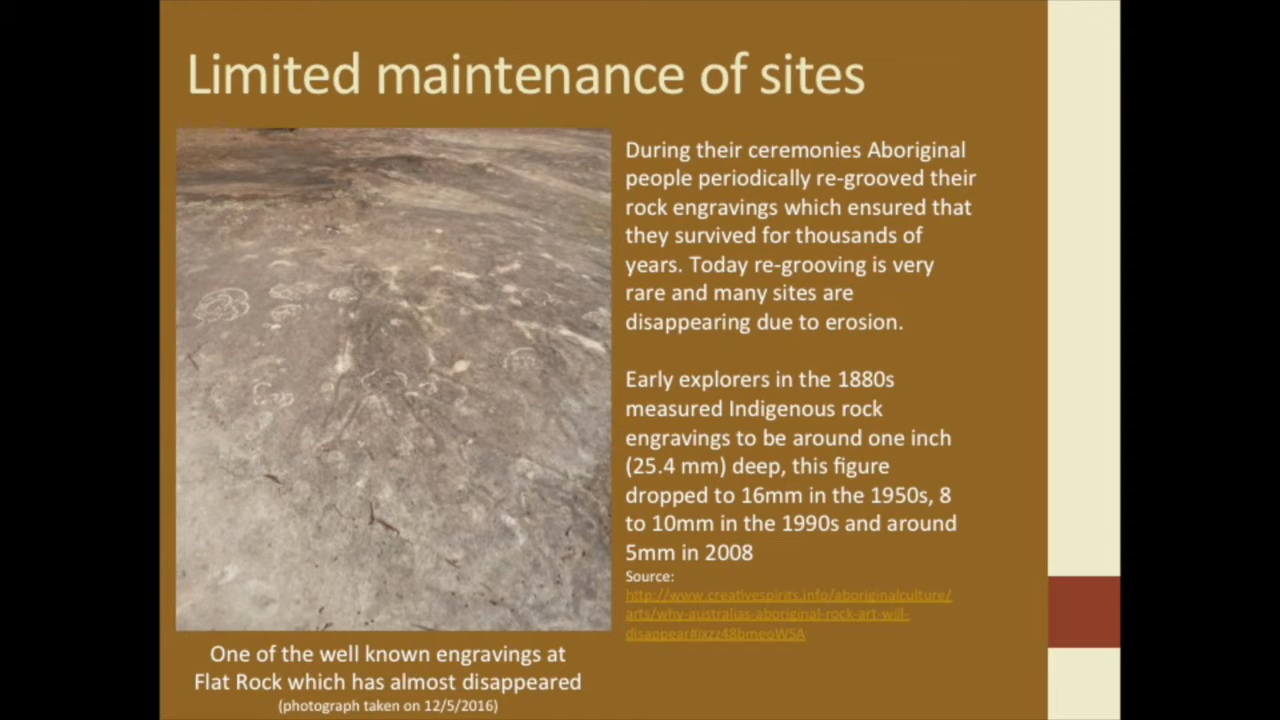 Limited maintenance of sites
During their ceremonies Aboriginal
people periodically re-grooved their
rock engravings which ensured that
they survived for thousands of
years. Today re-grooving is very
rare and many sites are
disappearing due to erosion.
Early explorers in the 1880s
measured Indigenous rock
engravings to be around one inch
(25.4 mm) deep, this figure
dropped to 16mm in the 1950s, 8
to 10mm in the 1990s and around
5mm in 2008
Source:
http://www.creativespirits.info/aboriginalculture/
arts/why-australias-aboriginal-rock-art-will-
disappear#ixzz48bmeoWSA
One of the well known engravings at
Flat Rock which has almost disappeared
(photograph taken on 12/5/2016)